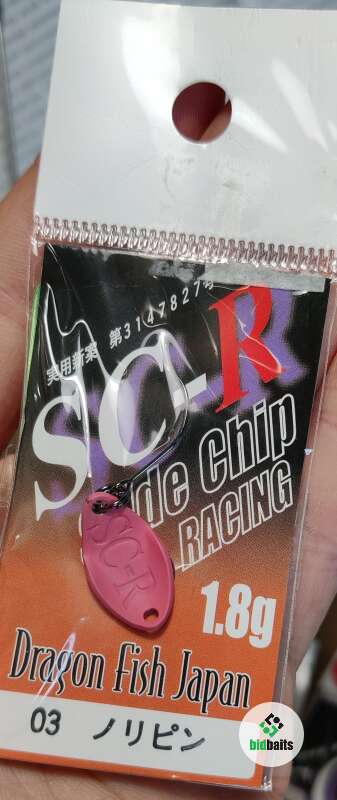 実用新案 第3147827号
SC-R
de Chip
RACING
SC-R
1.8g
Dragon Fish Japan
03 ノリピン
bidbaits